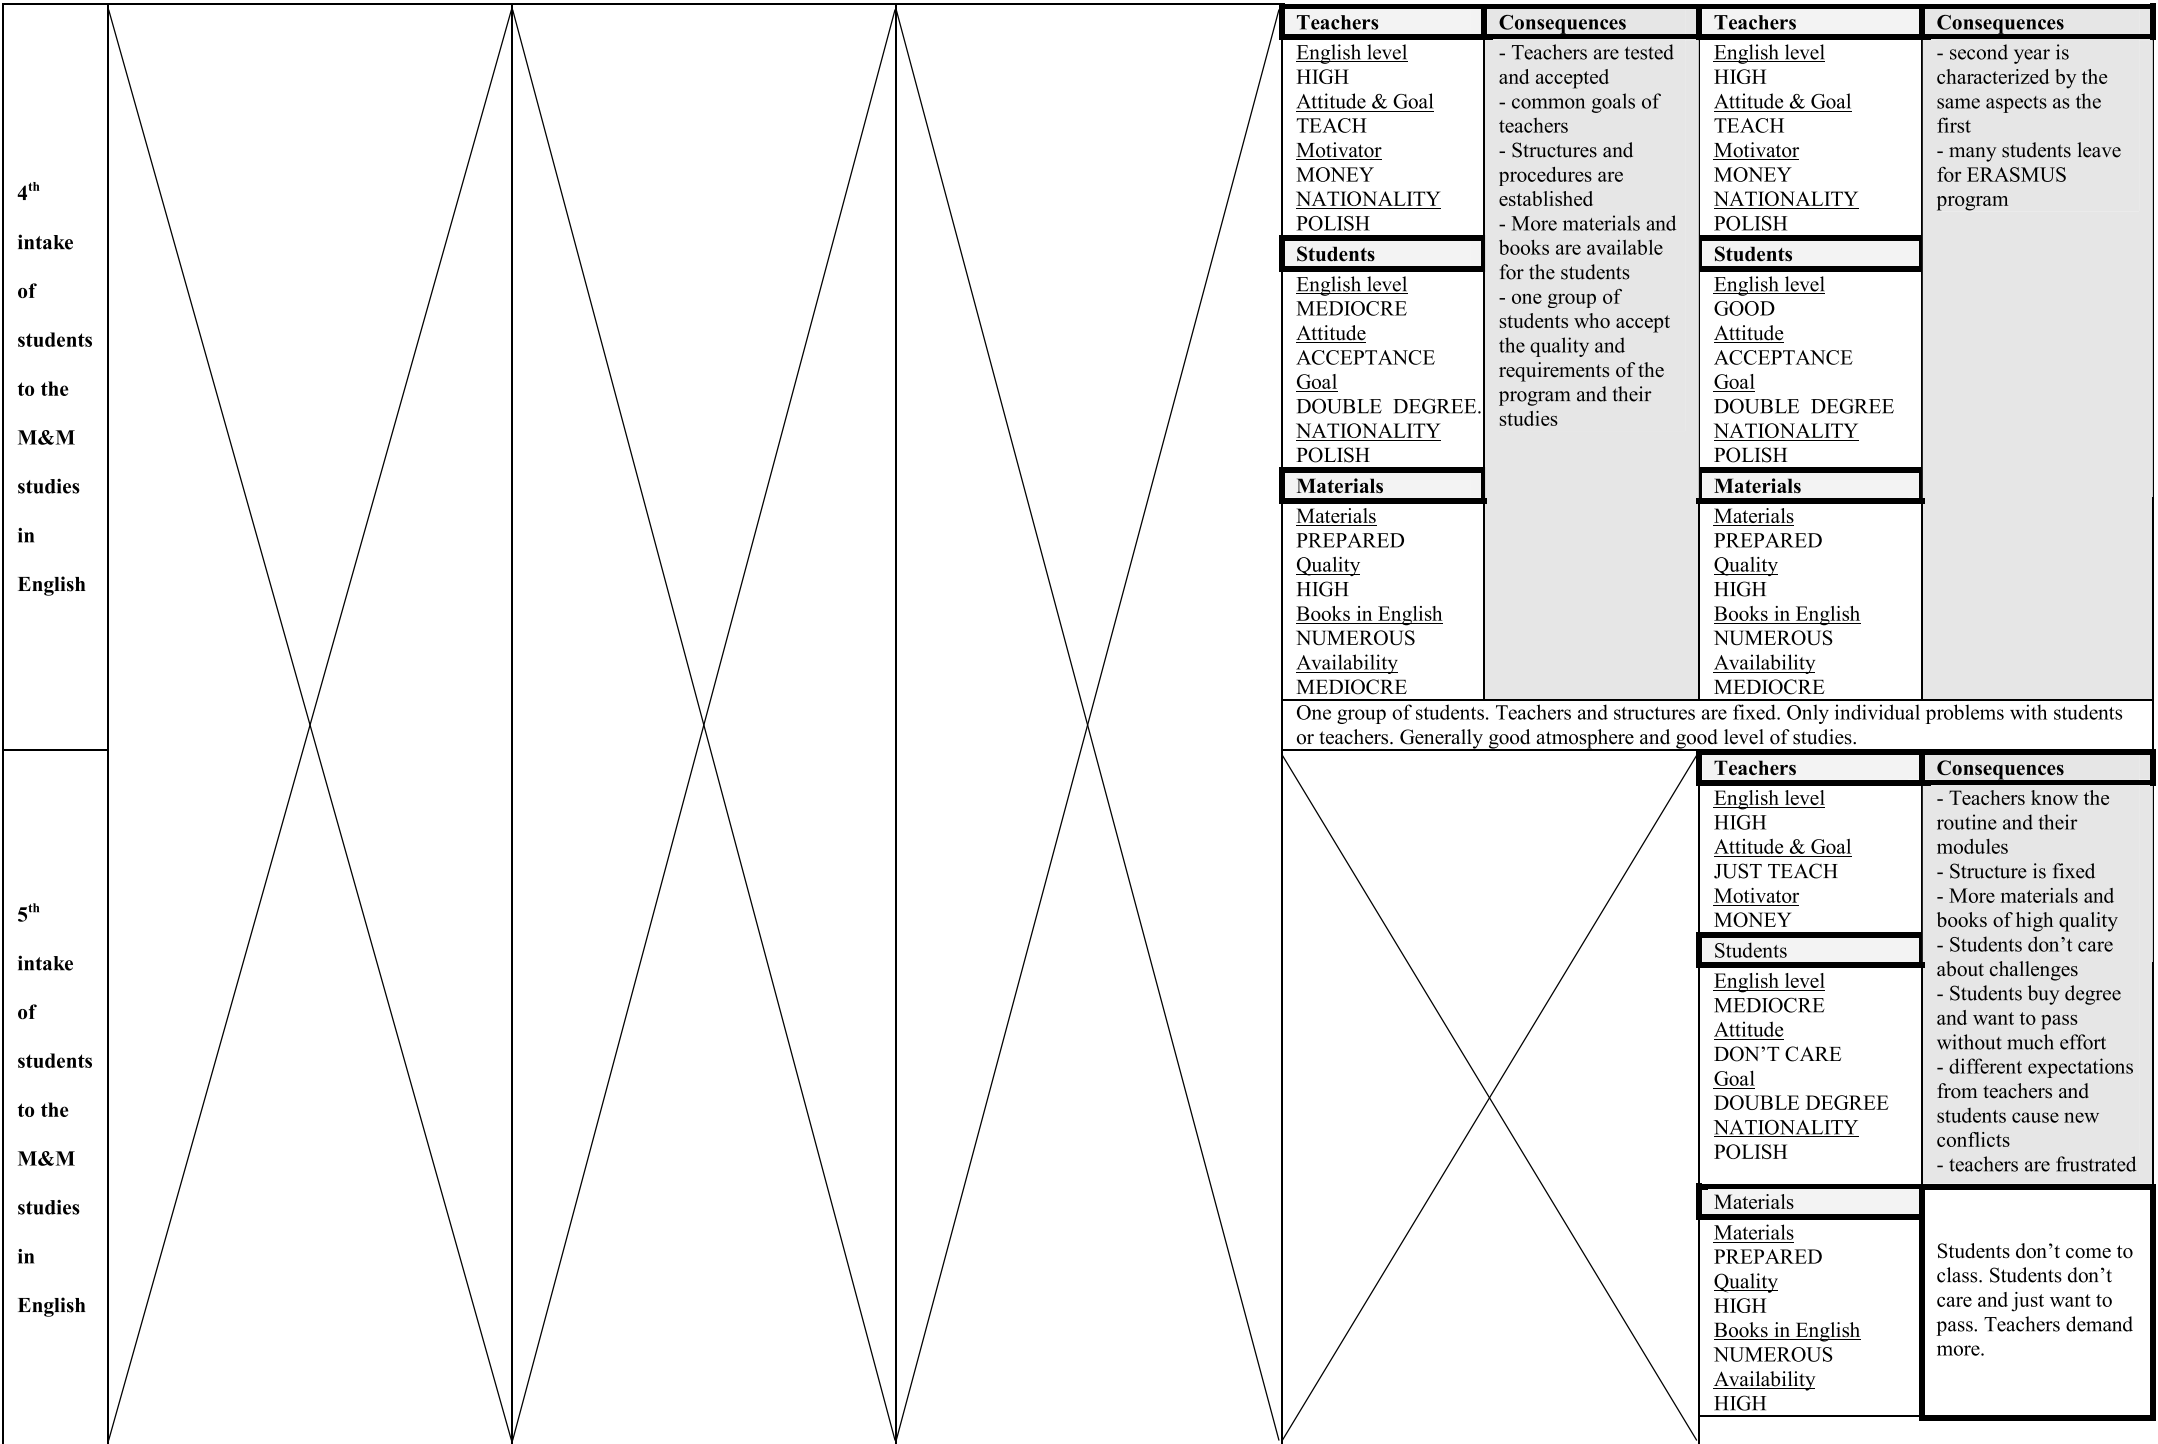 4th
intake
of
students
to the
M&M
studies
in
English
Teachers
English level
HIGH
Attitude & Goal
TEACH
Motivator
MONEY
NATIONALITY
POLISH
Students
English level
MEDIOCRE
Attitude
ACCEPTANCE
Goal
DOUBLE DEGREE.
NATIONALITY
POLISH
Materials
Materials
PREPARED
Quality
HIGH
Books in English
NUMEROUS
Availability
MEDIOCRE
Consequences
- Teachers are tested
and accepted
- common goals of
teachers
- Structures and
procedures are
established
- More materials and
books are available
for the students
- one group of
students who accept
the quality and
requirements of the
program and their
studies
Teachers
English level
HIGH
Attitude & Goal
TEACH
Motivator
MONEY
NATIONALITY
POLISH
Students
English level
GOOD
Attitude
ACCEPTANCE
Goal
DOUBLE DEGREE
NATIONALITY
POLISH
Materials
Materials
PREPARED
Quality
HIGH
Books in English
NUMEROUS
Availability
MEDIOCRE
Consequences
- second year is
characterized by the
same aspects as the
first
- many students leave
for ERASMUS
program
One group of students. Teachers and structures are fixed. Only individual problems with students
or teachers. Generally good atmosphere and good level of studies.
5th
intake
of
students
to the
M&M
studies
in
English
Teachers
English level
HIGH
Attitude & Goal
JUST TEACH
Motivator
MONEY
Students
English level
MEDIOCRE
Attitude
DON'T CARE
Goal
DOUBLE DEGREE
NATIONALITY
POLISH
Materials
Materials
PREPARED
Quality
HIGH
Books in English
NUMEROUS
Availability
HIGH
Consequences
- Teachers know the
routine and their
modules
- Structure is fixed
- More materials and
books of high quality
- Students don't care
about challenges
- Students buy degree
and want to pass
without much effort
- different expectations
from teachers and
students cause new
conflicts
- teachers are frustrated
Students don't come to
class. Students don't
care and just want to
pass. Teachers demand
more.